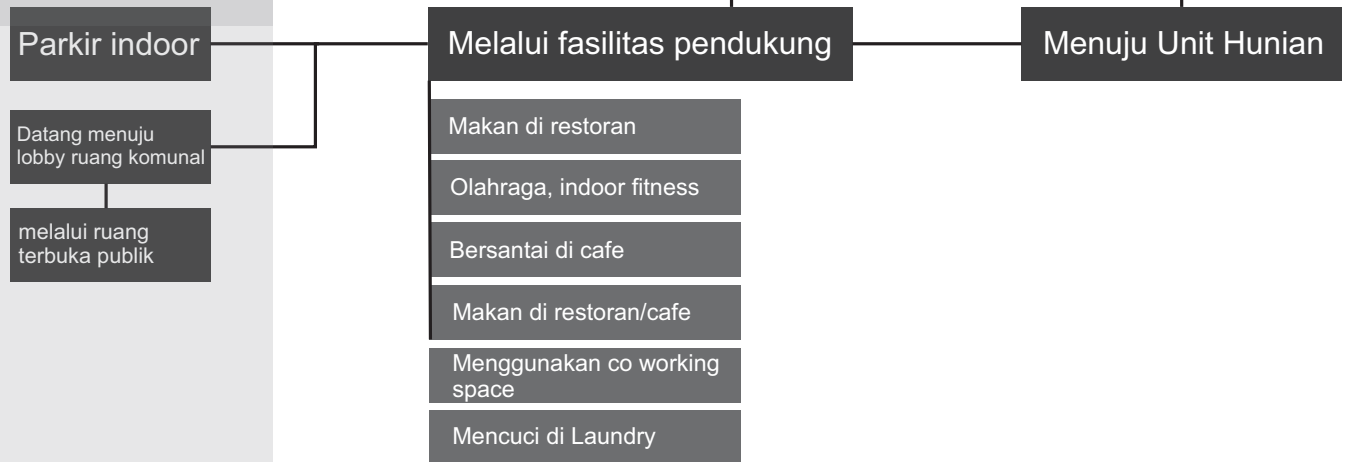 Parkir indoor
Datang menuju
lobby ruang komunal
melalui ruang
terbuka publik
Melalui fasilitas pendukung
Makan di restoran
Olahraga, indoor fitness
Bersantai di cafe
Makan di restoran/cafe
Menggunakan co working
space
Mencuci di Laundry
Menuju Unit Hunian